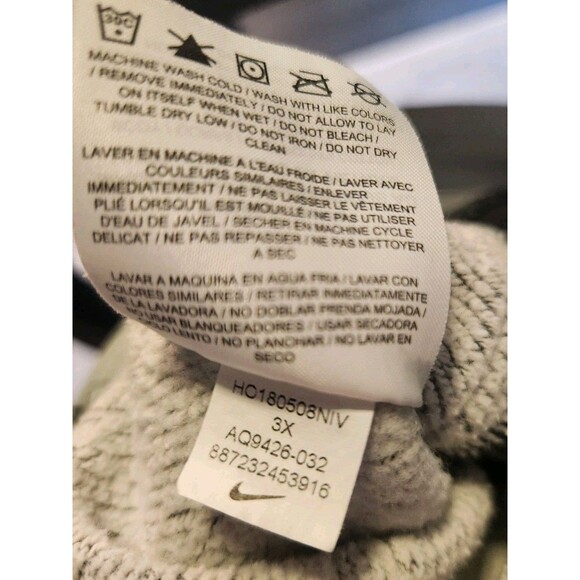 30C
MACHINE WASH COLD / WASH WITH LIKE COLORS
/ REMOVE IMMEDIATELY / DO NOT ALLOW TO LAY
ON ITSELF WHEN WET / DO NOT BLEACH /
TUMBLE DRY LOW / DO NOT IRON / DO NOT DRY
CLEAN
LAVER EN MACHINE A L'EAU FROIDE / LAVER AVEC
COULEURS SIMILAIRES / ENLEVER
IMMEDIATEMENT / NE PAS LAISSER LE VÊTEMENT
PLIÉ LORSQU'IL EST MOUILLÉ / NE PAS UTILISER
D'EAU DE JAVEL / SECHER EN MACHINE CYCLE
DELICAT / NE PAS REPASSER / NE PAS NETTOYER
A SEC
LAVAR A MAQUINA EN AGUA FRIA / LAVAR CON
COLORES SIMILARES / RETIRAR INMEDIATAMENTE
DE LA LAVADORA / NO DOBLAR PRENDA MOJADA /
NO USAR BLANQUEADORES / USAR SECADORA
CICLO LENTO / NO PLANCHAR / NO LAVAR EN
SECO
HO180508NIV
3X
AQ9426-032
887232453916